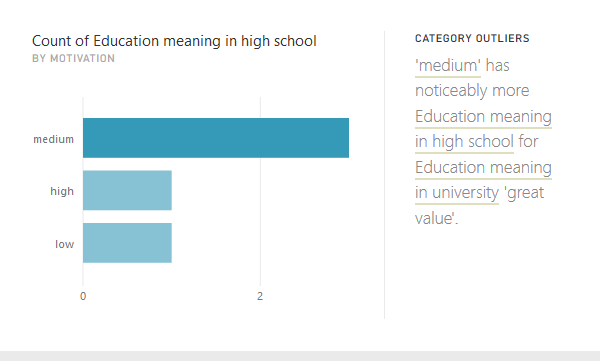 Count of Education meaning in high school
BY MOTIVATION
medium
high
low
0
2
CATEGORY OUTLIERS
'medium' has
noticeably more
Education meaning
in high school for
Education meaning
in university 'great
value'.